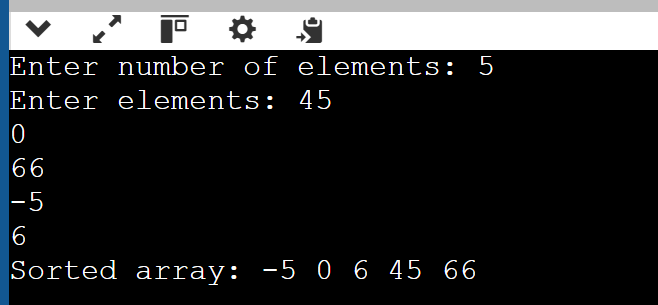 Enter number of elements: 5
Enter elements: 45
0
66
-5
6
Sorted array: -5 0 6 45 66